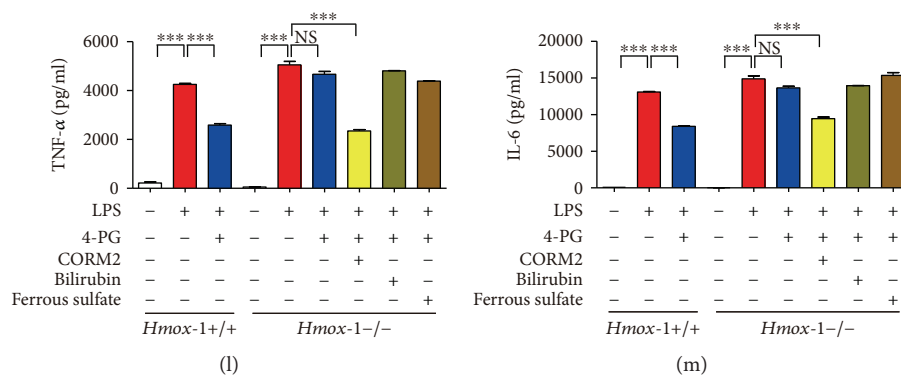 *** *** *** NS ***
TNF-α (pg/ml)
6000
4000
2000
0
LPS − + + − + + + + +
4-PG − − + − − + + + +
CORM2 − − − − − − + − −
Bilirubin − − − − − − − + −
Ferrous sulfate − − − − − − − − +
Hmox-1+/+ Hmox-1−/−
(l)
*** *** *** NS ***
IL-6 (pg/ml)
20000
15000
10000
5000
0
LPS − + + − + + + + +
4-PG − − + − − + + + +
CORM2 − − − − − − + − −
Bilirubin − − − − − − − + −
Ferrous sulfate − − − − − − − − +
Hmox-1+/+ Hmox-1−/−
(m)